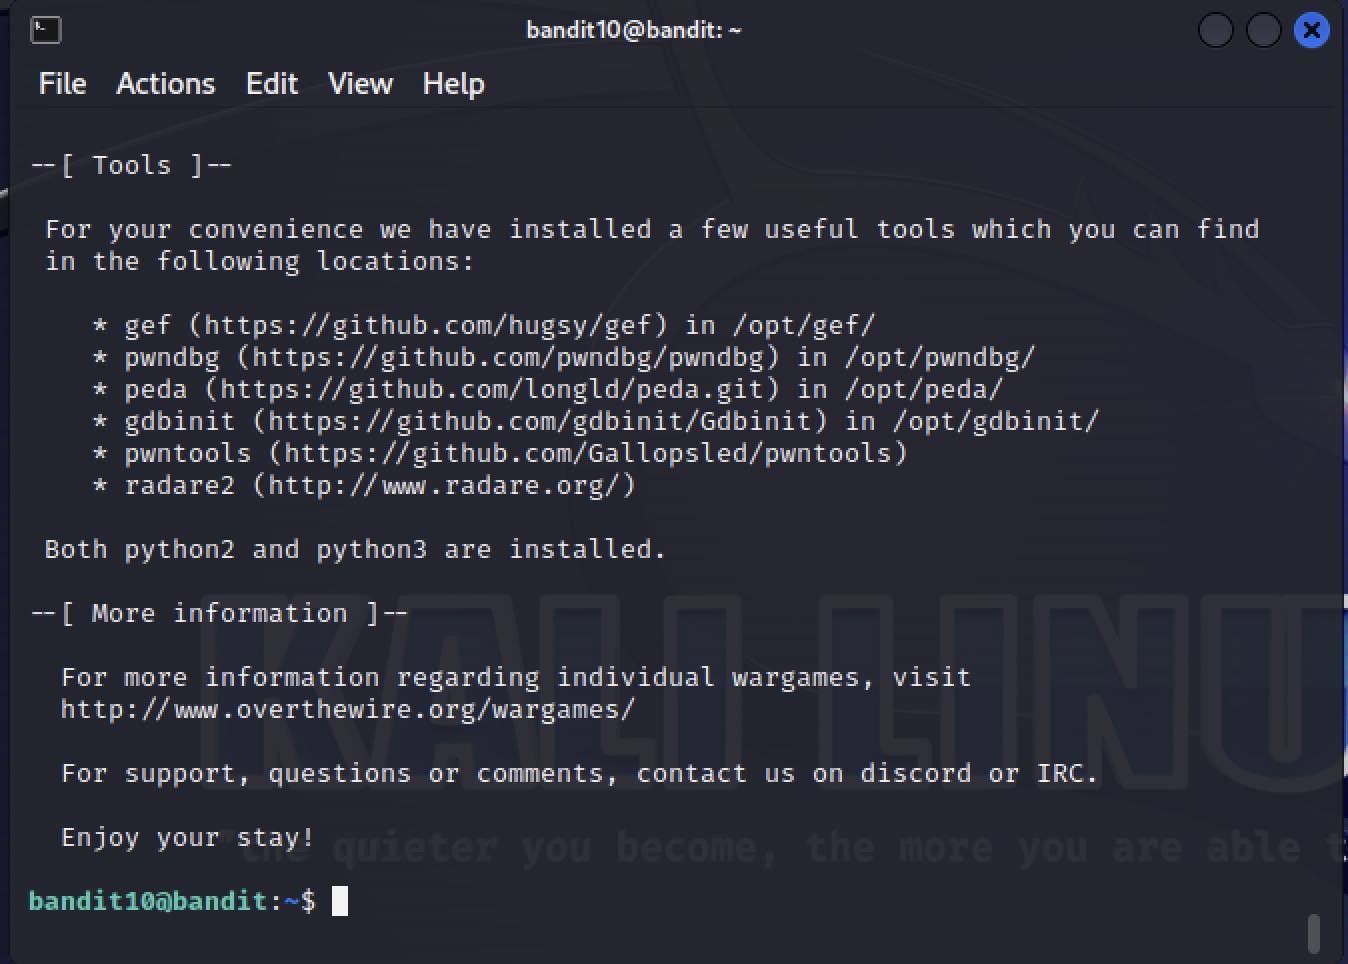 bandit10@bandit: ~
File Actions Edit View Help
--[ Tools ]--
For your convenience we have installed a few useful tools which you can find
in the following locations:
* gef (https://github.com/hugsy/gef) in /opt/gef/
* pwndbg (https://github.com/pwndbg/pwndbg) in /opt/pwndbg/
* peda (https://github.com/longld/peda.git) in /opt/peda/
* gdbinit (https://github.com/gdbinit/Gdbinit) in /opt/gdbinit/
* pwntools (https://github.com/Gallopsled/pwntools)
* radare2 (http://www.radare.org/)
Both python2 and python3 are installed.
--[ More information ]--
For more information regarding individual wargames, visit
http://www.overthewire.org/wargames/
For support, questions or comments, contact us on discord or IRC.
Enjoy your stay!
KALI LINU
"the quieter you become, the more you are able t
bandit10@bandit:~$